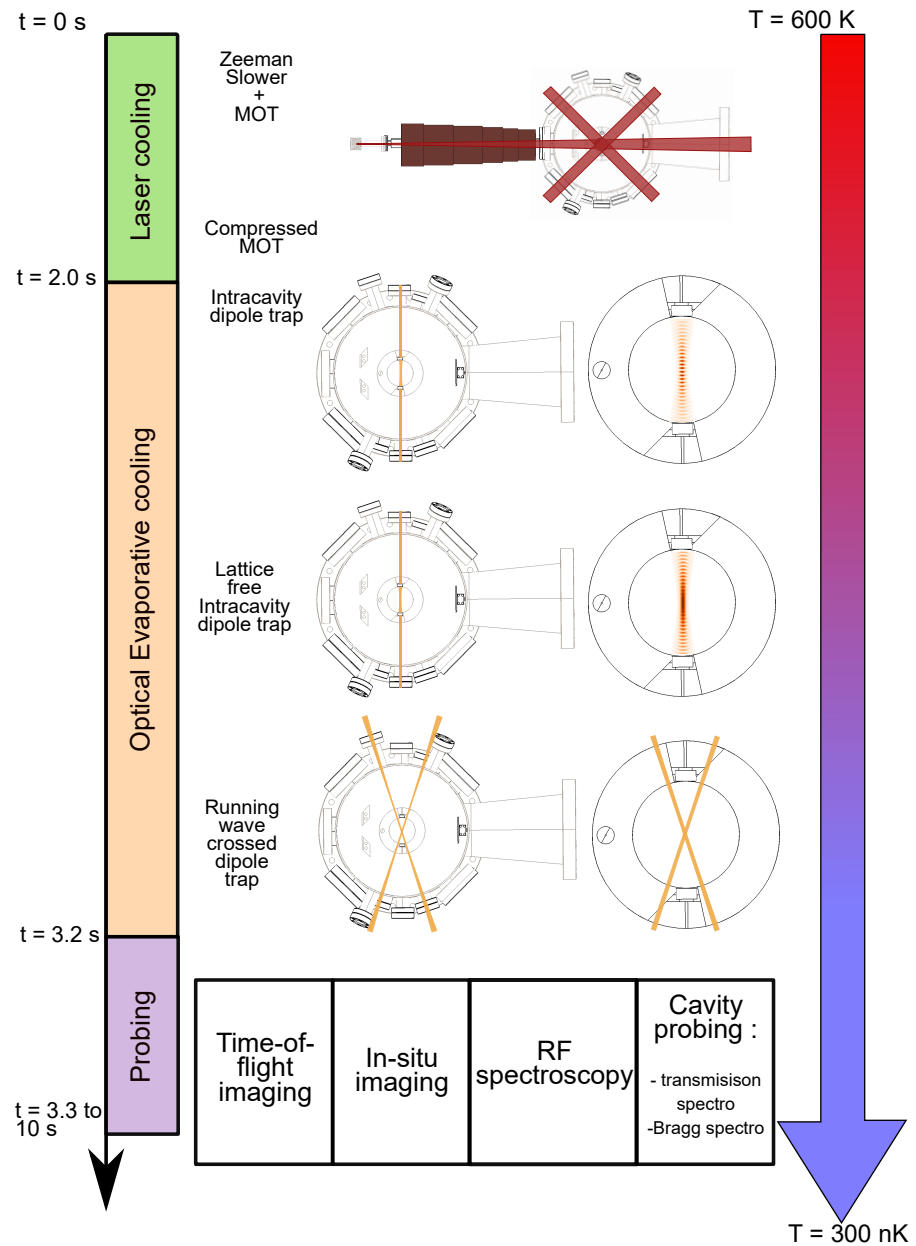 t = 0 s
T = 600 K
Laser cooling
Zeeman
Slower
+
MOT
Compressed
MOT
t = 2.0 s
Optical Evaporative cooling
Intracavity
dipole trap
Lattice
free
Intracavity
dipole trap
Running
wave
crossed
dipole
trap
t = 3.2 s
Probing
Time-of-
flight
imaging
In-situ
imaging
RF
spectroscopy
Cavity
probing :
- transmisison
spectro
-Bragg spectro
t = 3.3 to
10 s
T = 300 nK